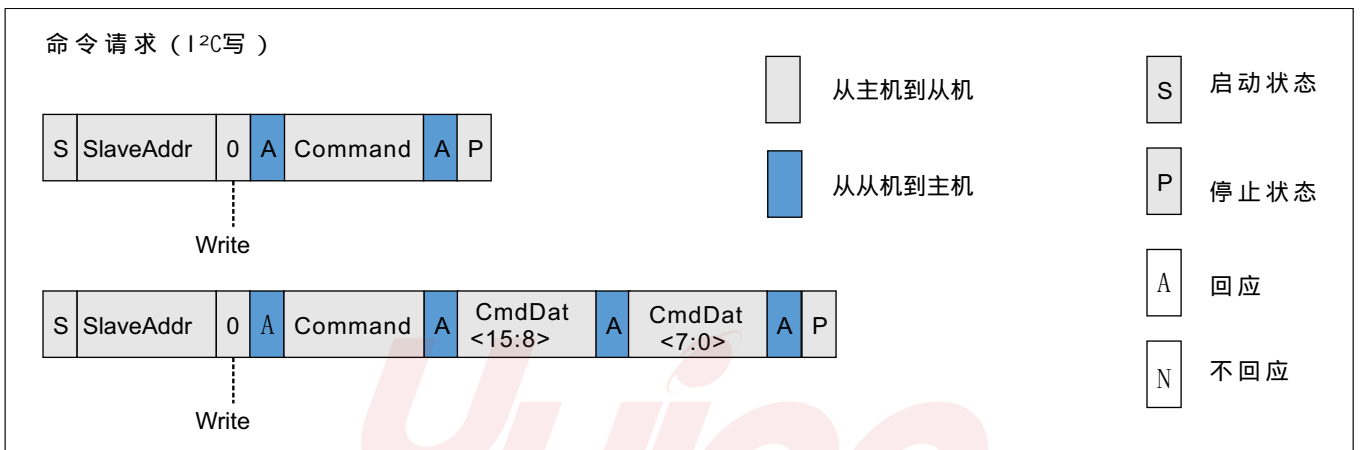 命令请求 (I²C写)
从主机到从机
S 启动状态
S SlaveAddr 0 A Command A P
从从机到主机
P 停止状态
Write
A 回应
S SlaveAddr 0 A Command A CmdDat <15:8> A CmdDat <7:0> A P
N 不回应
Write